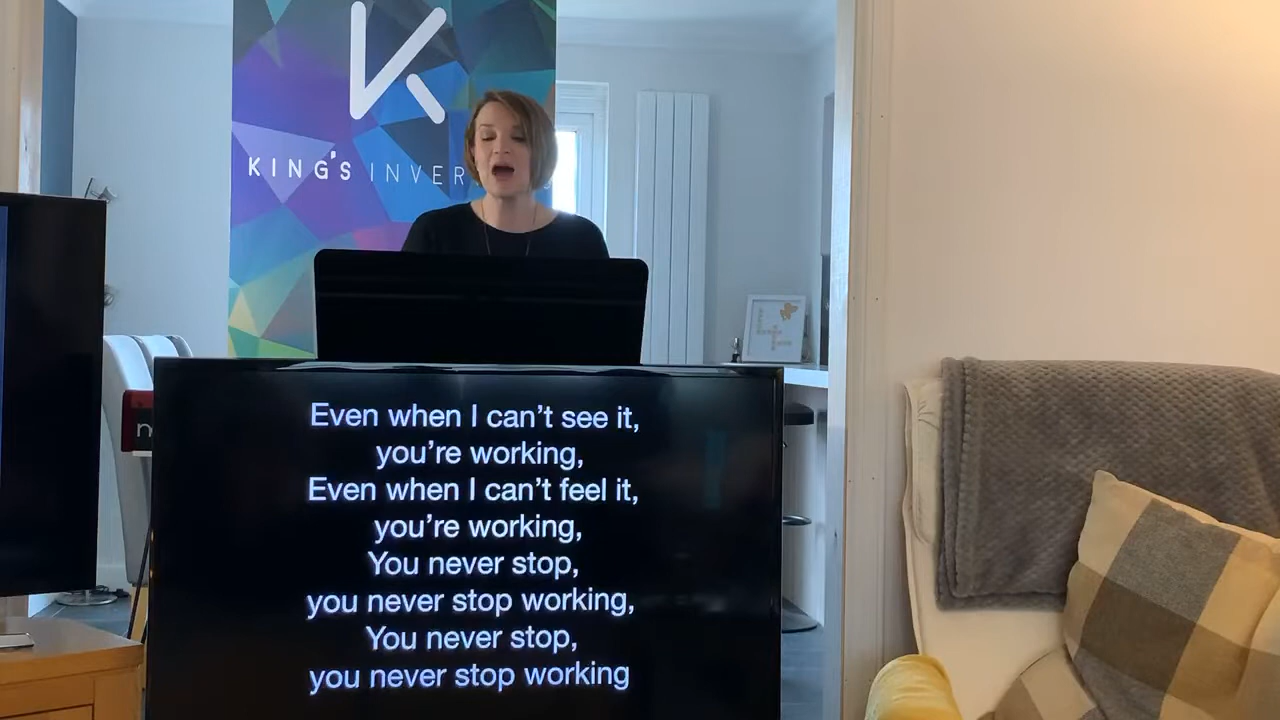 KING'S INVER
Even when I can't see it,
you're working,
Even when I can't feel it,
you're working,
You never stop,
you never stop working,
You never stop,
you never stop working